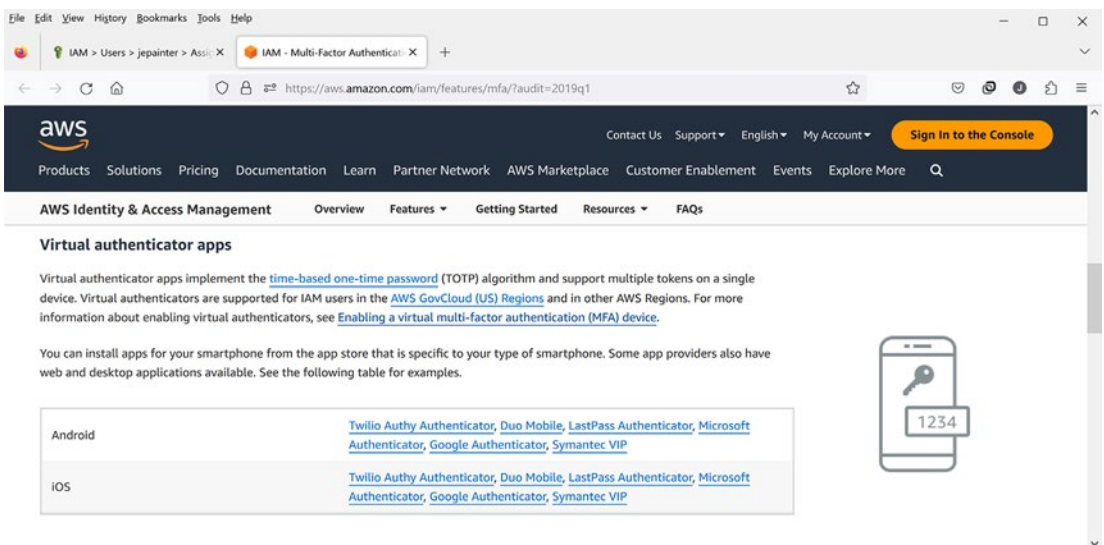 File Edit View History Bookmarks Tools Help
IAM > Users > jepainter > Assig
IAM - Multi-Factor Authenticati
https://aws.amazon.com/iam/features/mfa/?audit=2019q1
aws
Contact Us Support English My Account Sign In to the Console
Products Solutions Pricing Documentation Learn Partner Network AWS Marketplace Customer Enablement Events Explore More
AWS Identity & Access Management Overview Features Getting Started Resources FAQs
Virtual authenticator apps
Virtual authenticator apps implement the time-based one-time password (TOTP) algorithm and support multiple tokens on a single
device. Virtual authenticators are supported for IAM users in the AWS GovCloud (US) Regions and in other AWS Regions. For more
information about enabling virtual authenticators, see Enabling a virtual multi-factor authentication (MFA) device.
You can install apps for your smartphone from the app store that is specific to your type of smartphone. Some app providers also have
web and desktop applications available. See the following table for examples.
1234
Android
Twilio Authy Authenticator, Duo Mobile, LastPass Authenticator, Microsoft
Authenticator, Google Authenticator, Symantec VIP
iOS
Twilio Authy Authenticator, Duo Mobile, LastPass Authenticator, Microsoft
Authenticator, Google Authenticator, Symantec VIP